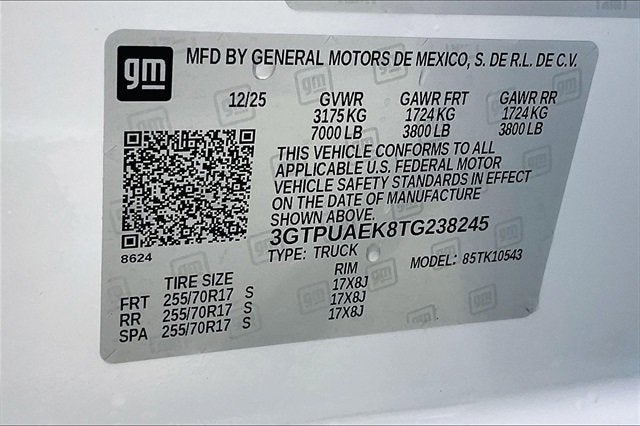 gm
MFD BY GENERAL MOTORS DE MEXICO, S. DE R.L. DE C.V.
12/25 GVWR GAWR FRT GAWR RR
3175 KG 1724 KG 1724 KG
7000 LB 3800 LB 3800 LB
THIS VEHICLE CONFORMS TO ALL
APPLICABLE U.S. FEDERAL MOTOR
VEHICLE SAFETY STANDARDS IN EFFECT
ON THE DATE OF MANUFACTURE
SHOWN ABOVE.
3GTPUAEK8TG238245
8624 TYPE: TRUCK MODEL: 85TK10543
TIRE SIZE RIM
FRT 255/70R17 S 17X8J
RR 255/70R17 S 17X8J
SPA 255/70R17 S 17X8J